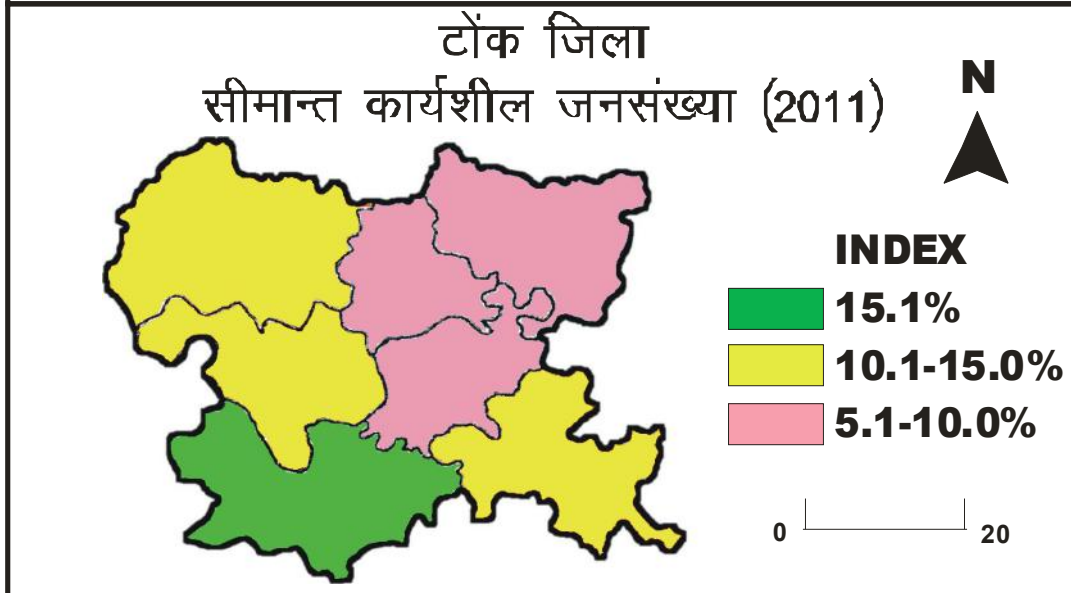 टोंक जिला
सीमान्त कार्यशील जनसंख्या (2011)
N
INDEX
15.1%
10.1-15.0%
5.1-10.0%
0 20